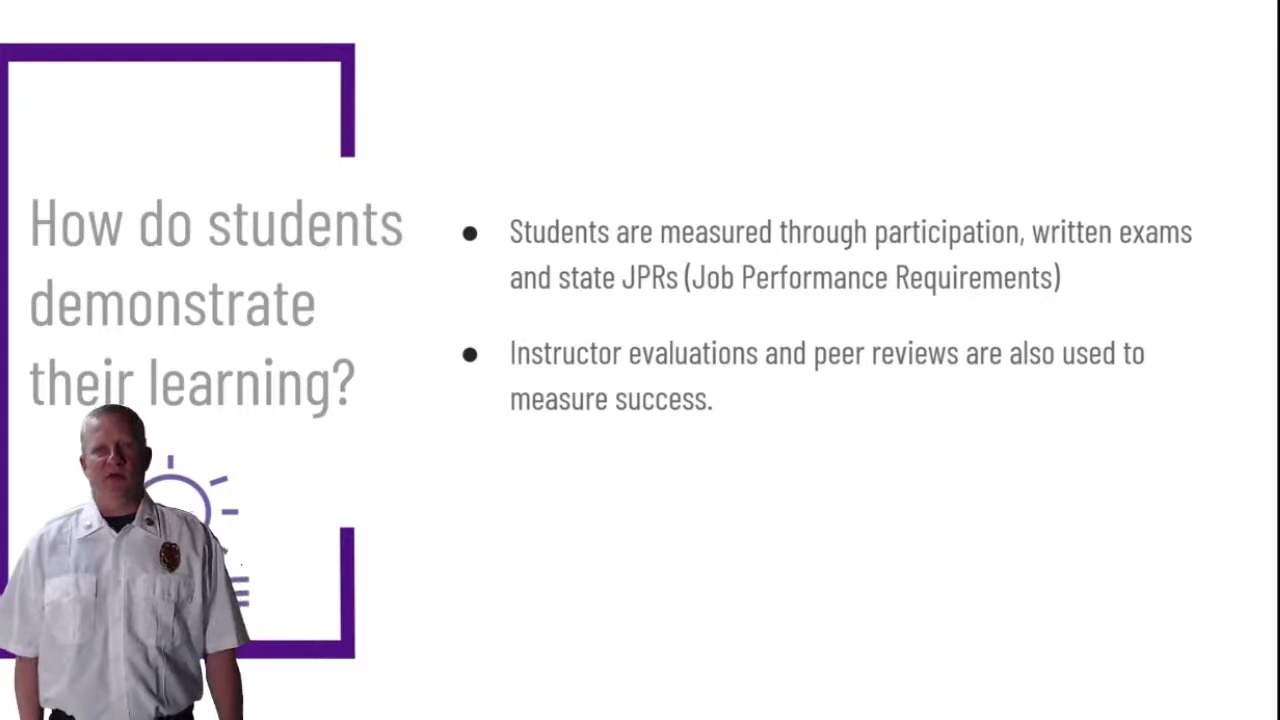 How do students
demonstrate
their learning?
● Students are measured through participation, written exams
and state JPRs (Job Performance Requirements)
● Instructor evaluations and peer reviews are also used to
measure success.